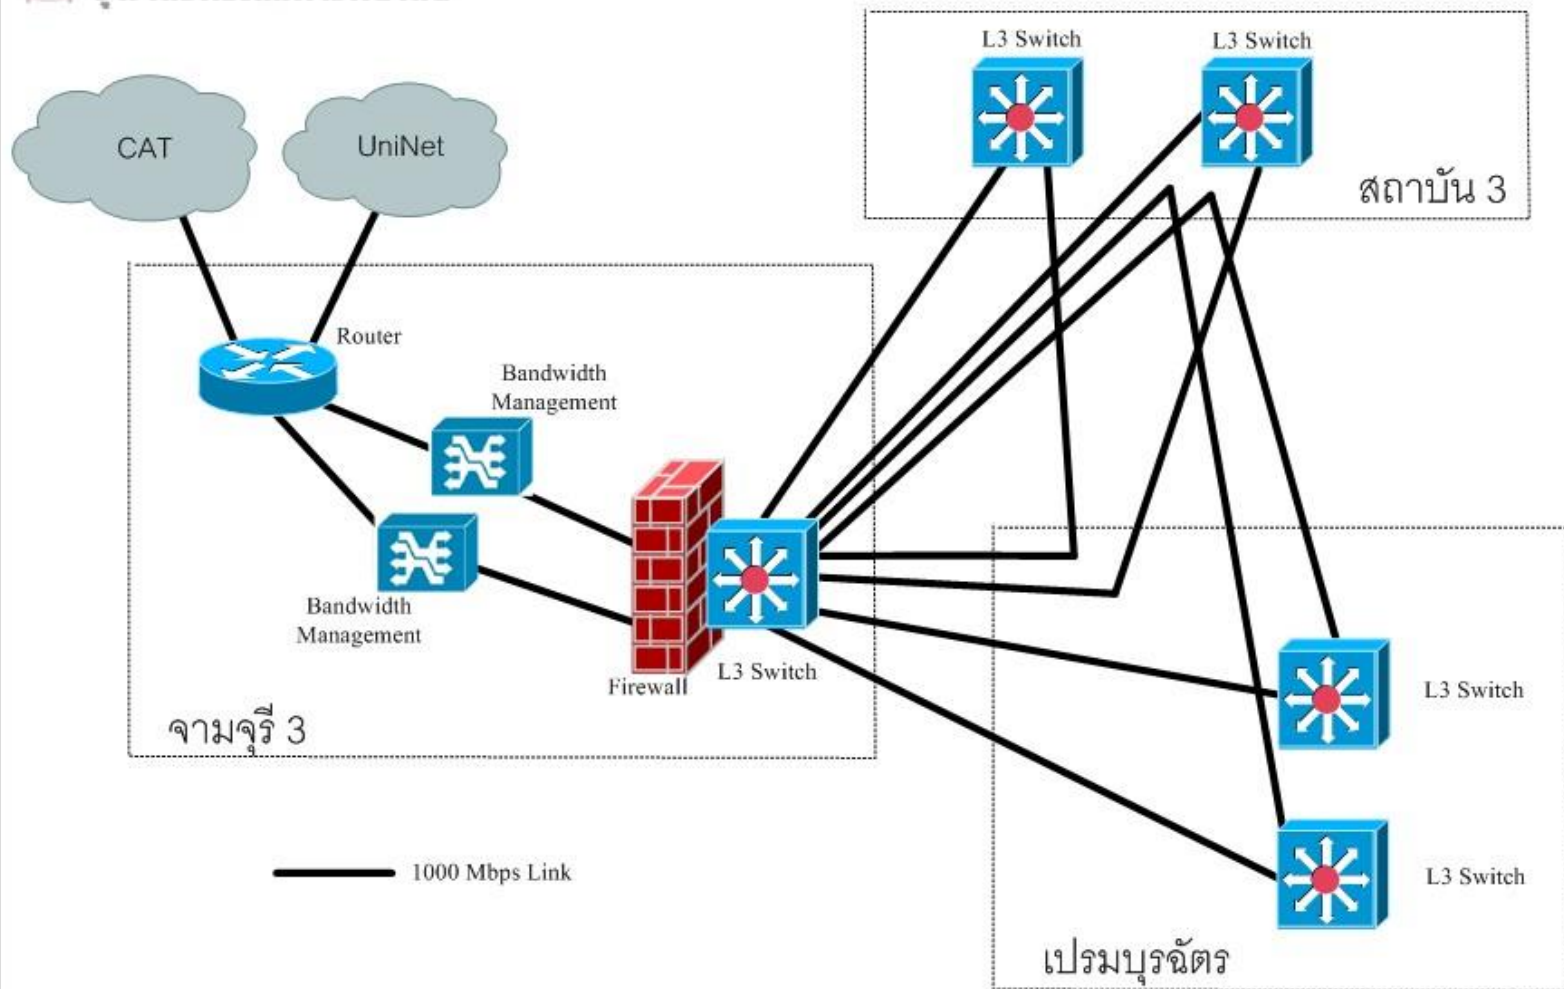 L3 Switch
L3 Switch
CAT
UniNet
สถาบัน 3
Router
Bandwidth
Management
Bandwidth
Management
Firewall
L3 Switch
L3 Switch
จามจุรี 3
1000 Mbps Link
L3 Switch
เปรมบุรฉัตร